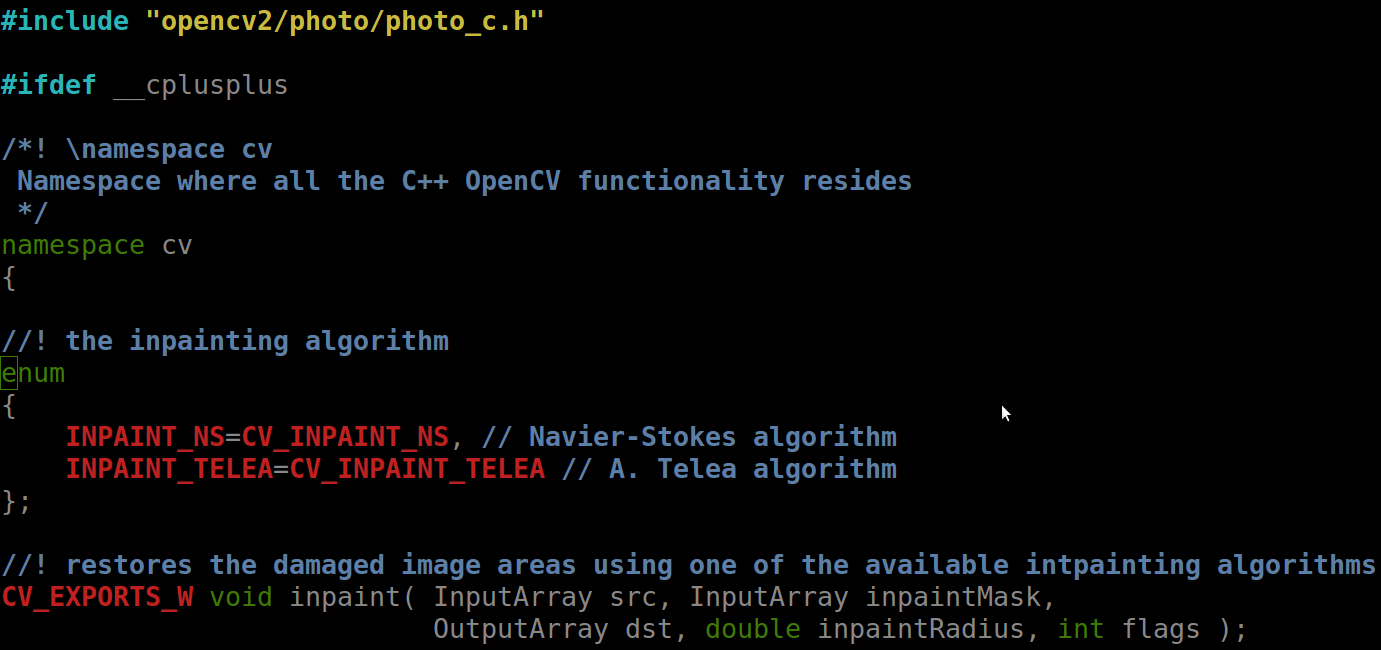 #include "opencv2/photo/photo_c.h"
#ifdef __cplusplus
/*! \namespace cv
 Namespace where all the C++ OpenCV functionality resides
 */
namespace cv
{
//! the inpainting algorithm
enum
{
    INPAINT_NS=CV_INPAINT_NS, // Navier-Stokes algorithm
    INPAINT_TELEA=CV_INPAINT_TELEA // A. Telea algorithm
};
//! restores the damaged image areas using one of the available intpainting algorithms
CV_EXPORTS_W void inpaint( InputArray src, InputArray inpaintMask,
                           OutputArray dst, double inpaintRadius, int flags );